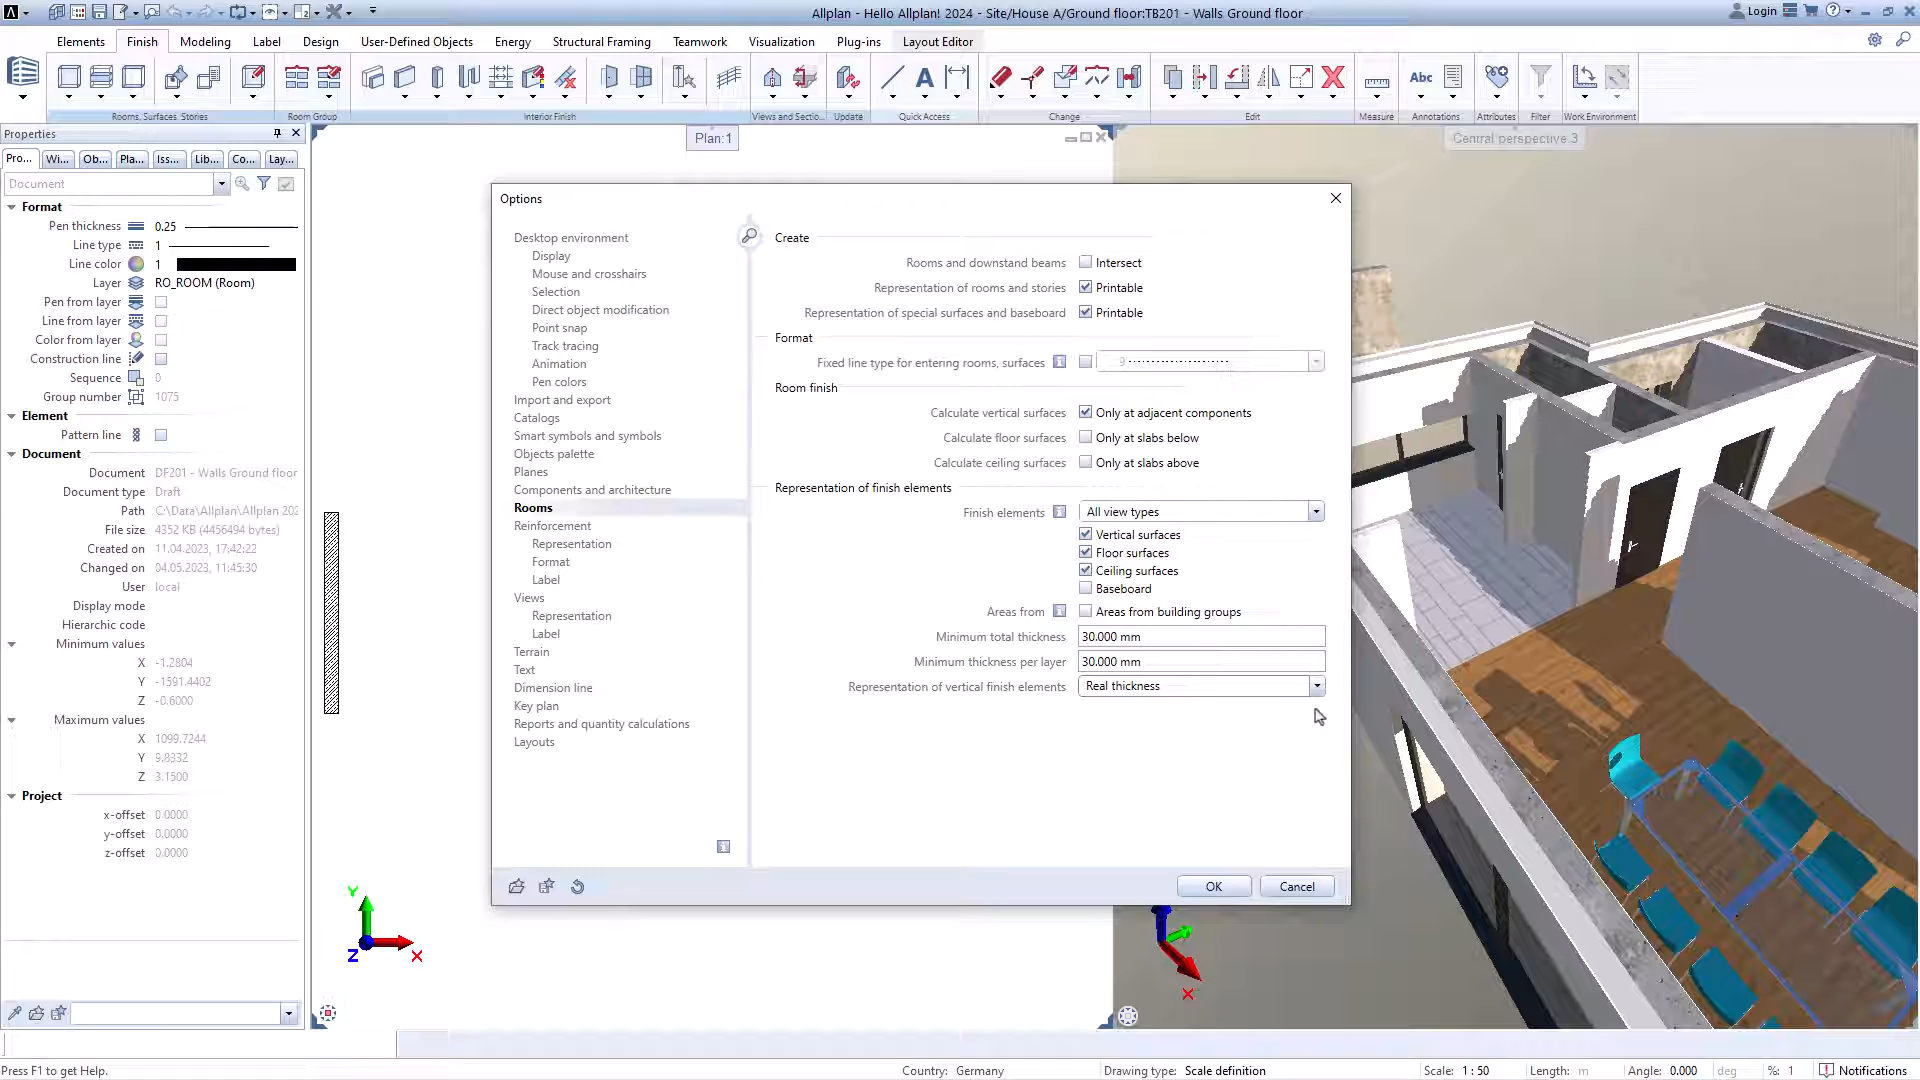 Allplan - Hello Allplan! 2024 - Site/House A/Ground floor:TB201 - Walls Ground floor
Login
Elements Finish Modeling Label Design User-Defined Objects Energy Structural Framing Teamwork Visualization Plug-ins Layout Editor
Abc
Rooms, Surfaces, Stories Room Group Interior Finish Views and Sectio... Update Quick Access Change Edit Measure Annotations Attributes Filter Work Environment
Properties
Pro... Wi... Ob... Pla... Iss... Lib... Co... Lay...
Document
Format
Pen thickness 0.25
Line type 1
Line color 1
Layer RO_ROOM (Room)
Pen from layer
Line from layer
Color from layer
Construction line
Sequence 0
Group number 1075
Element
Pattern line
Document
Document DF201 - Walls Ground floor
Document type Draft
Path C:\Data\Allplan\Allplan 202
File size 4352 KB (4456494 bytes)
Created on 11.04.2023, 17:42:22
Changed on 04.05.2023, 11:45:30
User local
Display mode
Hierarchic code
Minimum values
X -1.2804
Y -1591.4402
Z -0.6000
Maximum values
X 1099.7244
Y 9.8332
Z 3.1500
Project
x-offset 0.0000
y-offset 0.0000
z-offset 0.0000
Plan:1
Central perspective 3
Options
Desktop environment
Display
Mouse and crosshairs
Selection
Direct object modification
Point snap
Track tracing
Animation
Pen colors
Import and export
Catalogs
Smart symbols and symbols
Objects palette
Planes
Components and architecture
Rooms
Reinforcement
Representation
Format
Label
Views
Representation
Label
Terrain
Text
Dimension line
Key plan
Reports and quantity calculations
Layouts
Create
Rooms and downstand beams Intersect
Representation of rooms and stories Printable
Representation of special surfaces and baseboard Printable
Format
Fixed line type for entering rooms, surfaces 9
Room finish
Calculate vertical surfaces Only at adjacent components
Calculate floor surfaces Only at slabs below
Calculate ceiling surfaces Only at slabs above
Representation of finish elements
Finish elements All view types
Vertical surfaces
Floor surfaces
Ceiling surfaces
Baseboard
Areas from Areas from building groups
Minimum total thickness 30.000 mm
Minimum thickness per layer 30.000 mm
Representation of vertical finish elements Real thickness
OK Cancel
Y
Z X
X
Press F1 to get Help. Country: Germany Drawing type: Scale definition Scale: 1 : 50 Length: m Angle: 0.000 deg %: 1 Notifications